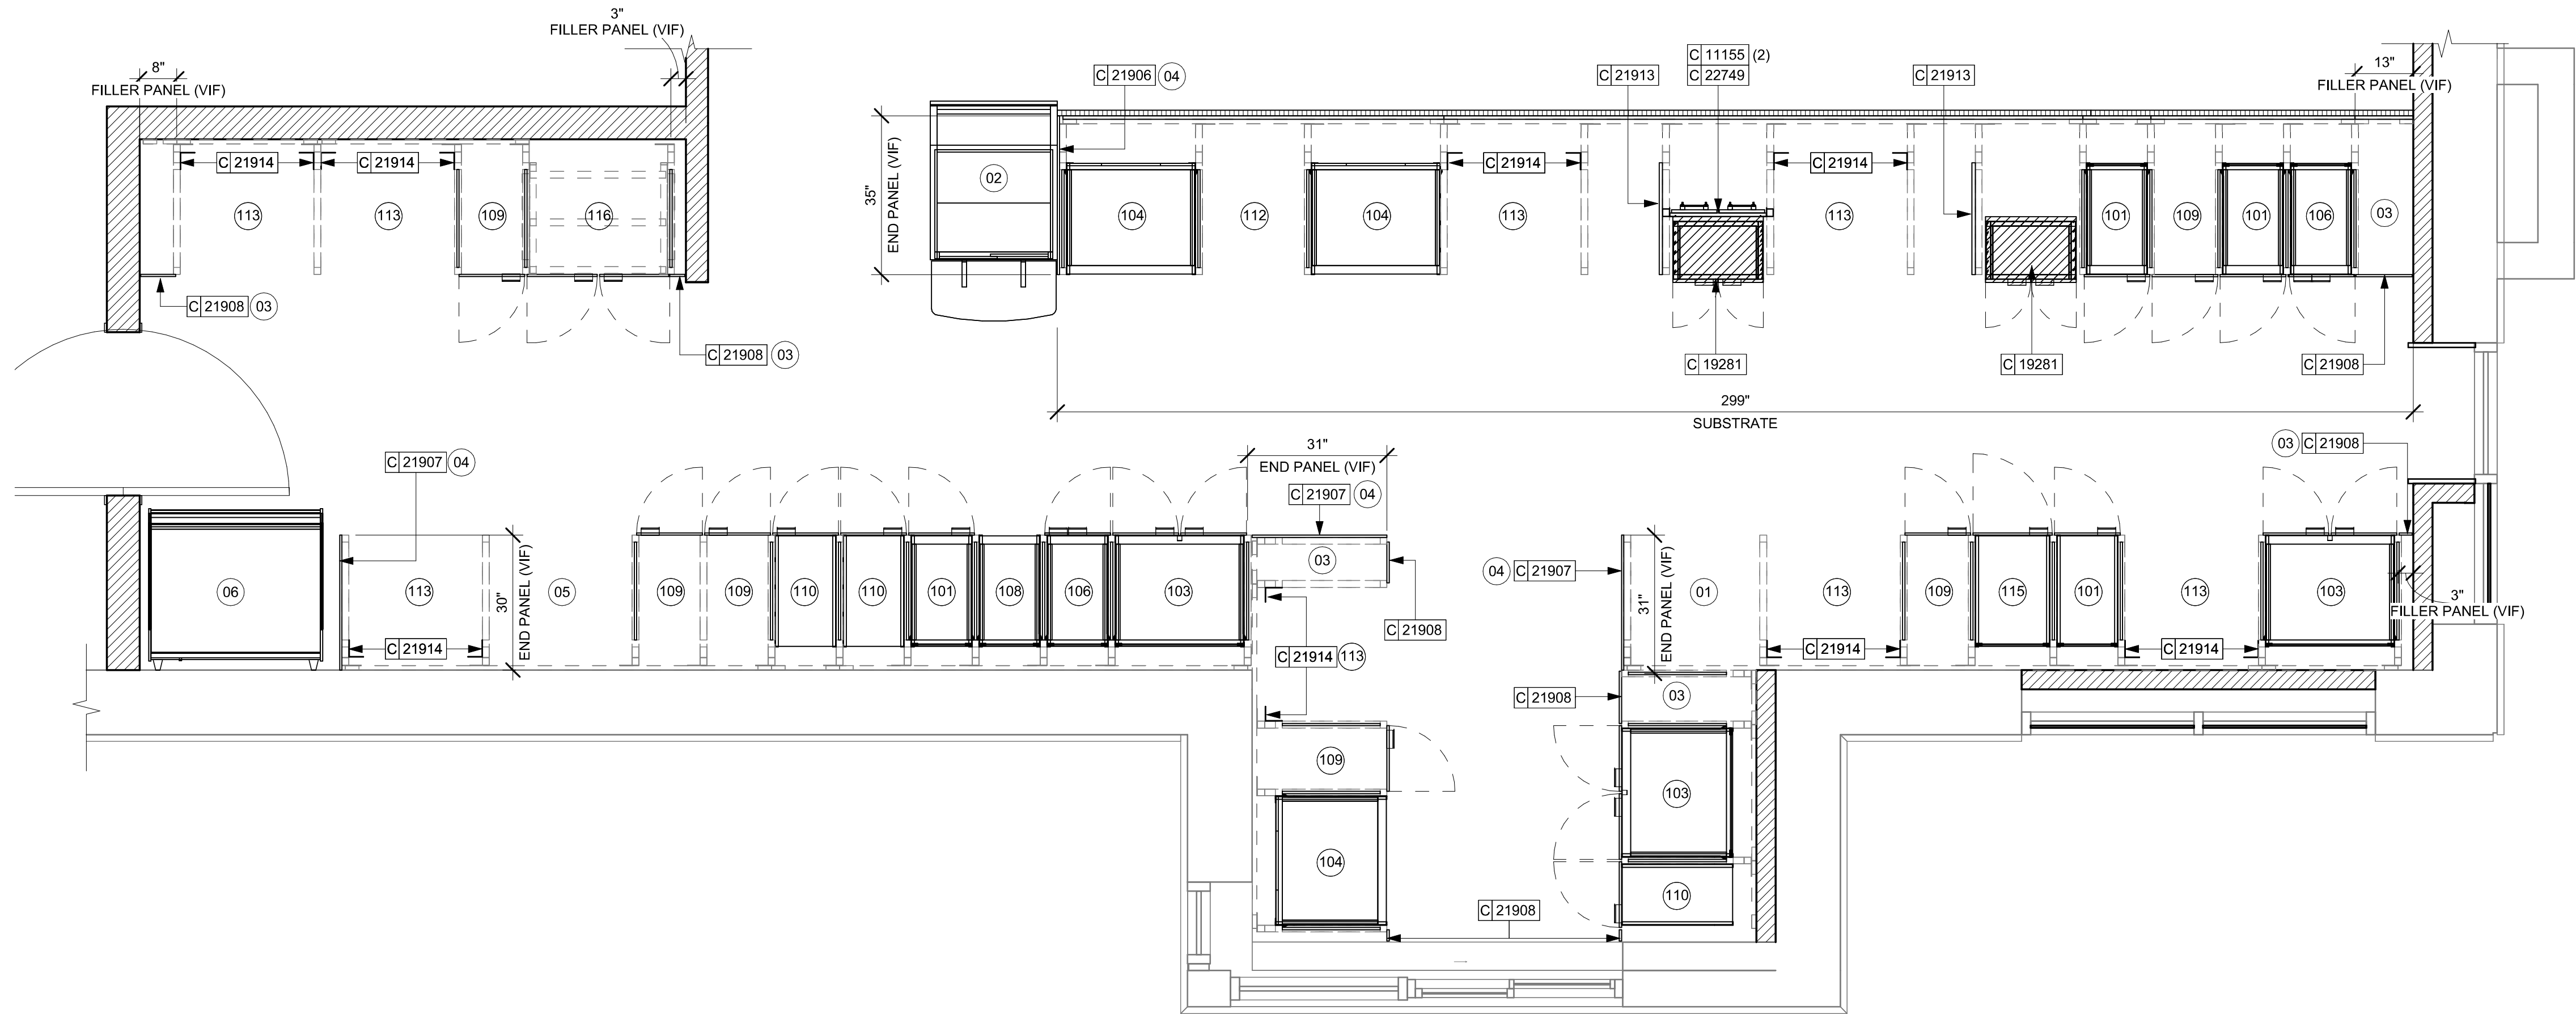 3"
FILLER PANEL (VIF)
8"
FILLER PANEL (VIF)
C 21914
C 21914
113
113
109
116
C 21908 03
C 21908 03
C 21906 04
C 11155 (2)
C 22749
C 21913
C 21913
13"
FILLER PANEL (VIF)
35"
END PANEL (VIF)
02
104
112
104
C 21914
113
C 21914
113
101
109
101
106
03
C 19281
C 19281
C 21908
299"
SUBSTRATE
C 21907 04
31"
END PANEL (VIF)
C 21907 04
03 C 21908
06
113
C 21914
30"
END PANEL (VIF)
05
109
109
110
110
101
108
106
103
03
C 21908
C 21914 113
04 C 21907
31"
END PANEL (VIF)
01
113
C 21914
109
115
101
113
C 21914
103
3"
FILLER PANEL (VIF)
C 21908
03
109
103
104
110
C 21908